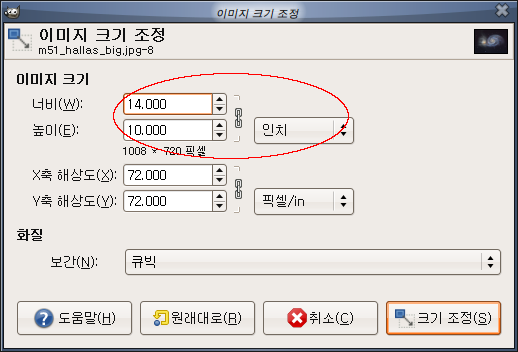 이미지 크기 조정
이미지 크기 조정
m51_hallas_big.jpg-8
이미지 크기
너비(W): 14.000
높이(E): 10.000 인치
1008 × 720 픽셀
X축 해상도(X): 72.000
Y축 해상도(Y): 72.000 픽셀/in
화질
보간(N): 큐빅
도움말(H) 원래대로(R) 취소(C) 크기 조정(S)